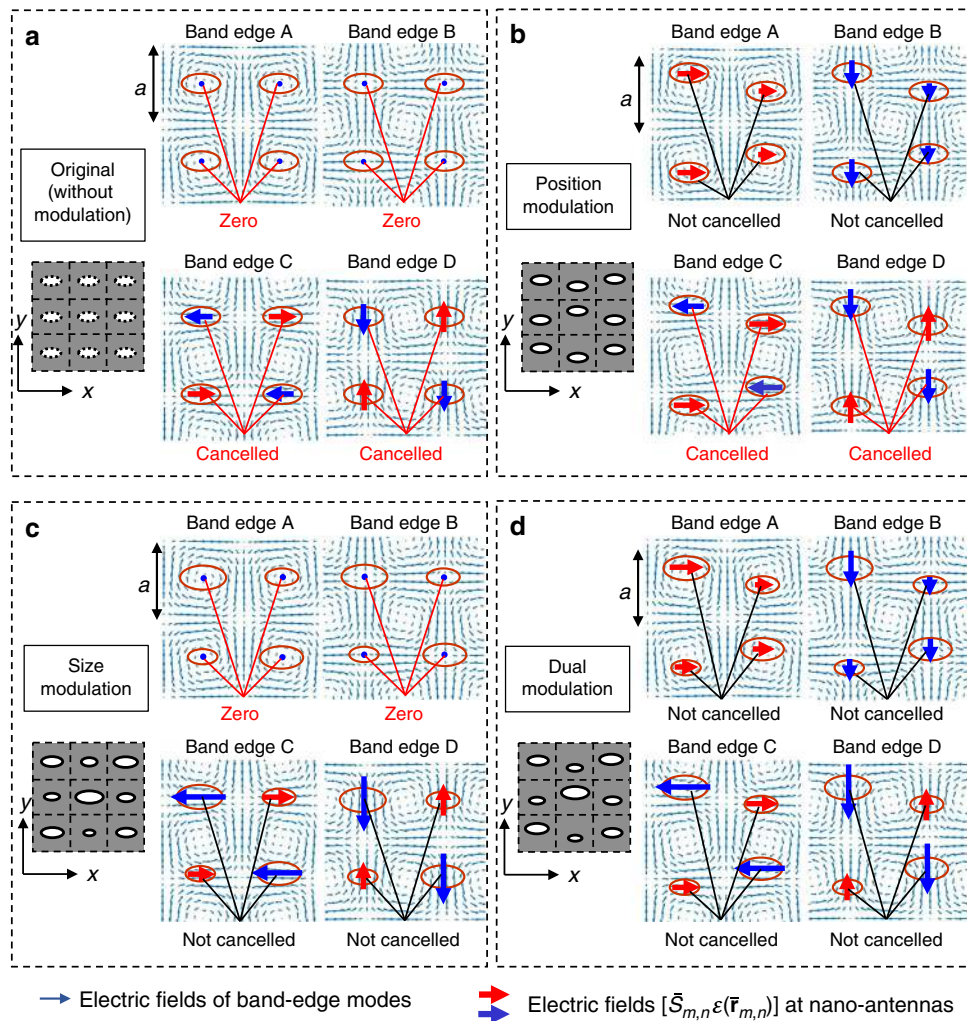 a
Band edge A
Band edge B
a
Original
(without
modulation)
Zero
Zero
Band edge C
Band edge D
y
x
Cancelled
Cancelled
b
Band edge A
Band edge B
a
Position
modulation
Not cancelled
Not cancelled
Band edge C
Band edge D
y
x
Cancelled
Cancelled
c
Band edge A
Band edge B
a
Size
modulation
Zero
Zero
Band edge C
Band edge D
y
x
Not cancelled
Not cancelled
d
Band edge A
Band edge B
a
Dual
modulation
Not cancelled
Not cancelled
Band edge C
Band edge D
y
x
Not cancelled
Not cancelled
Electric fields of band-edge modes
Electric fields [S̄m,n ε(r̄m,n)] at nano-antennas